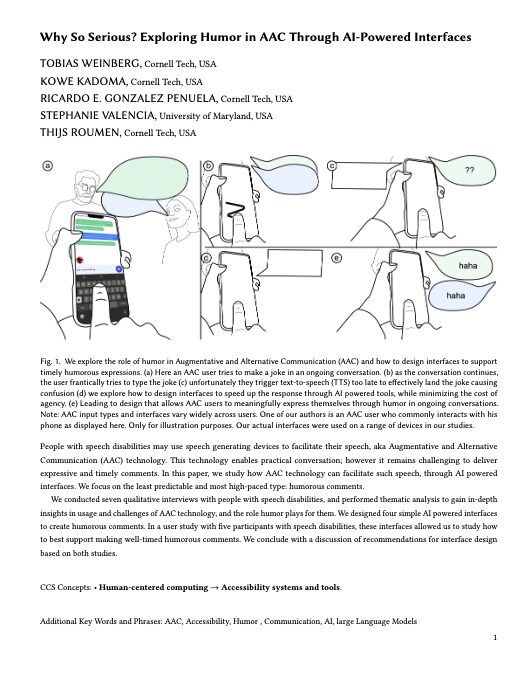 Why So Serious? Exploring Humor in AAC Through AI-Powered Interfaces
TOBIAS WEINBERG, Cornell Tech, USA
KOWE KADOMA, Cornell Tech, USA
RICARDO E. GONZALEZ PENUELA, Cornell Tech, USA
STEPHANIE VALENCIA, University of Maryland, USA
THIJS ROUMEN, Cornell Tech, USA
a
b
c
??
d
e
haha
haha
Fig. 1. We explore the role of humor in Augmentative and Alternative Communication (AAC) and how to design interfaces to support
timely humorous expressions. (a) Here an AAC user tries to make a joke in an ongoing conversation. (b) as the conversation continues,
the user frantically tries to type the joke (c) unfortunately they trigger text-to-speech (TTS) too late to effectively land the joke causing
confusion (d) we explore how to design interfaces to speed up the response through AI powered tools, while minimizing the cost of
agency. (e) Leading to design that allows AAC users to meaningfully express themselves through humor in ongoing conversations.
Note: AAC input types and interfaces vary widely across users. One of our authors is an AAC user who commonly interacts with his
phone as displayed here. Only for illustration purposes. Our actual interfaces were used on a range of devices in our studies.
People with speech disabilities may use speech generating devices to facilitate their speech, aka Augmentative and Alternative
Communication (AAC) technology. This technology enables practical conversation; however it remains challenging to deliver
expressive and timely comments. In this paper, we study how AAC technology can facilitate such speech, through AI powered
interfaces. We focus on the least predictable and most high-paced type: humorous comments.
We conducted seven qualitative interviews with people with speech disabilities, and performed thematic analysis to gain in-depth
insights in usage and challenges of AAC technology, and the role humor plays for them. We designed four simple AI powered interfaces
to create humorous comments. In a user study with five participants with speech disabilities, these interfaces allowed us to study how
to best support making well-timed humorous comments. We conclude with a discussion of recommendations for interface design
based on both studies.
CCS Concepts: • Human-centered computing → Accessibility systems and tools.
Additional Key Words and Phrases: AAC, Accessibility, Humor , Communication, AI, large Language Models
1